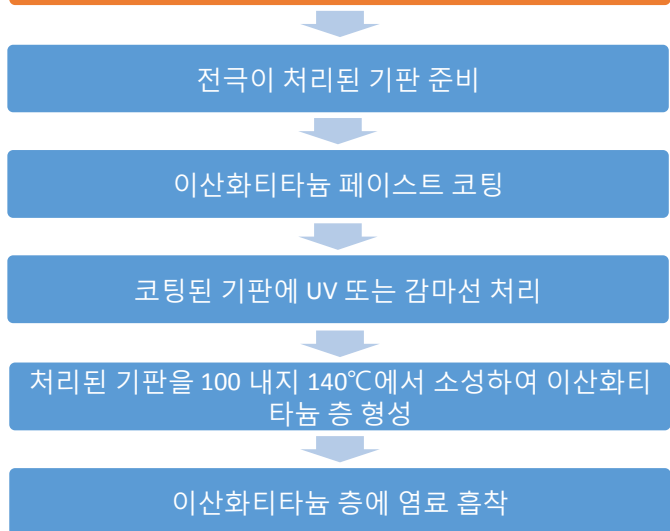 전극이 처리된 기판 준비
이산화티타늄 페이스트 코팅
코팅된 기판에 UV 또는 감마선 처리
처리된 기판을 100 내지 140℃에서 소성하여 이산화티
타늄 층 형성
이산화티타늄 층에 염료 흡착